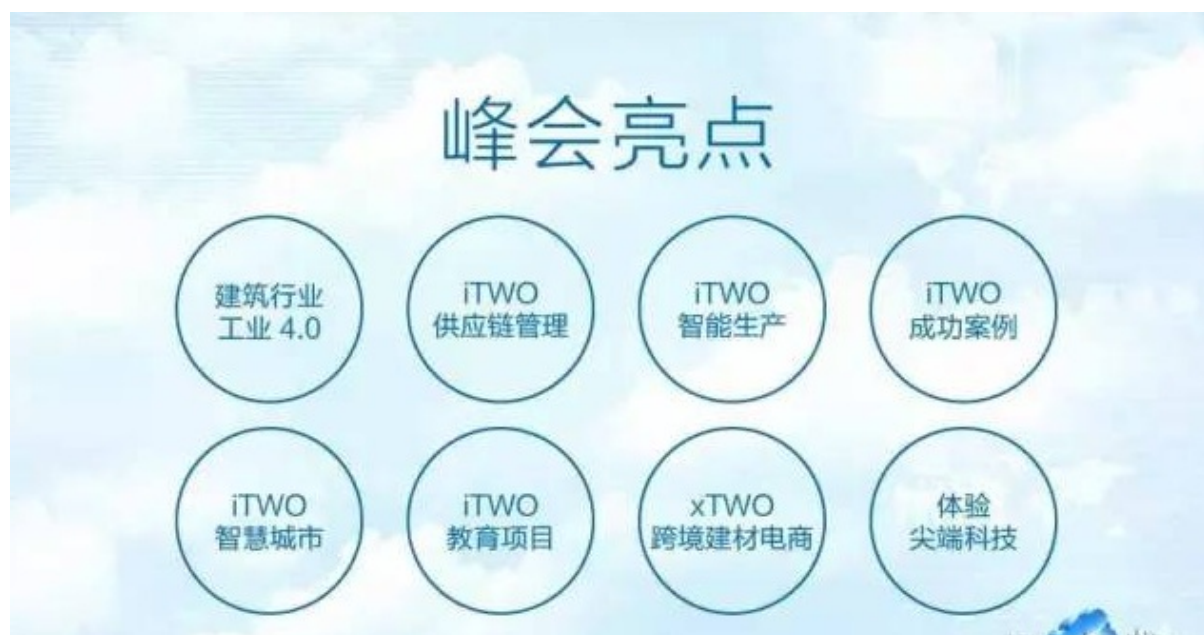 峰会亮点
建筑行业
工业 4.0
iTWO
供应链管理
iTWO
智能生产
iTWO
成功案例
iTWO
智慧城市
iTWO
教育项目
xTWO
跨境建材电商
体验
尖端科技